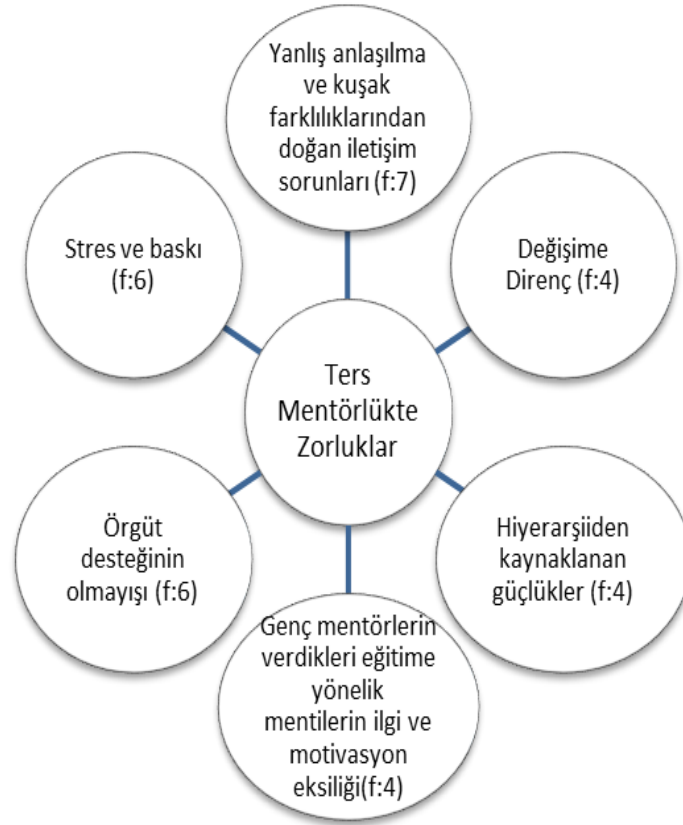 Yanlış anlaşılma
ve kuşak
farklılıklarından
doğan iletişim
sorunları (f:7)
Stres ve baskı
(f:6)
Değişime
Direnç (f:4)
Ters
Mentörlükte
Zorluklar
Örgüt
desteğinin
olmayışı (f:6)
Hiyerarşiiden
kaynaklanan
güçlükler (f:4)
Genç mentörlerin
verdikleri eğitime
yönelik
mentilerin ilgi ve
motivasyon
eksiliği(f:4)